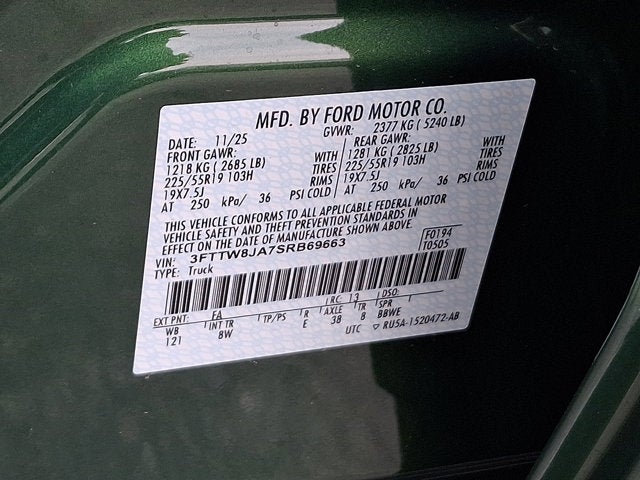 MFD. BY FORD MOTOR CO.
DATE: 11/25 GVWR: 2377 KG ( 5240 LB)
FRONT GAWR: REAR GAWR:
1218 KG ( 2685 LB) WITH 1281 KG ( 2825 LB) WITH
225/55R19 103H TIRES 225/55R19 103H TIRES
19X7.5J RIMS 19X7.5J RIMS
AT 250 kPa/ 36 PSI COLD AT 250 kPa/ 36 PSI COLD
THIS VEHICLE CONFORMS TO ALL APPLICABLE FEDERAL MOTOR
VEHICLE SAFETY AND THEFT PREVENTION STANDARDS IN
EFFECT ON THE DATE OF MANUFACTURE SHOWN ABOVE.
VIN: 3FTTW8JA7SRB69663 F0194
TYPE: Truck T0505
EXT PNT: FA RC: 13 DSO:
WB INT TR TP/PS R AXLE TR SPR
121 8W E 38 8 BBWE
UTC ▽ RU5A-1520472-AB